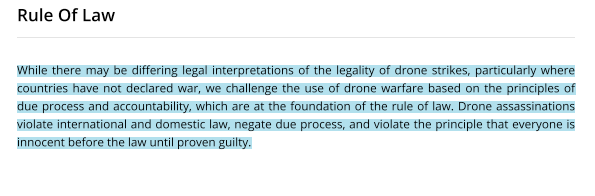 Rule Of Law
While there may be differing legal interpretations of the legality of drone strikes, particularly where
countries have not declared war, we challenge the use of drone warfare based on the principles of
due process and accountability, which are at the foundation of the rule of law. Drone assassinations
violate international and domestic law, negate due process, and violate the principle that everyone is
innocent before the law until proven guilty.